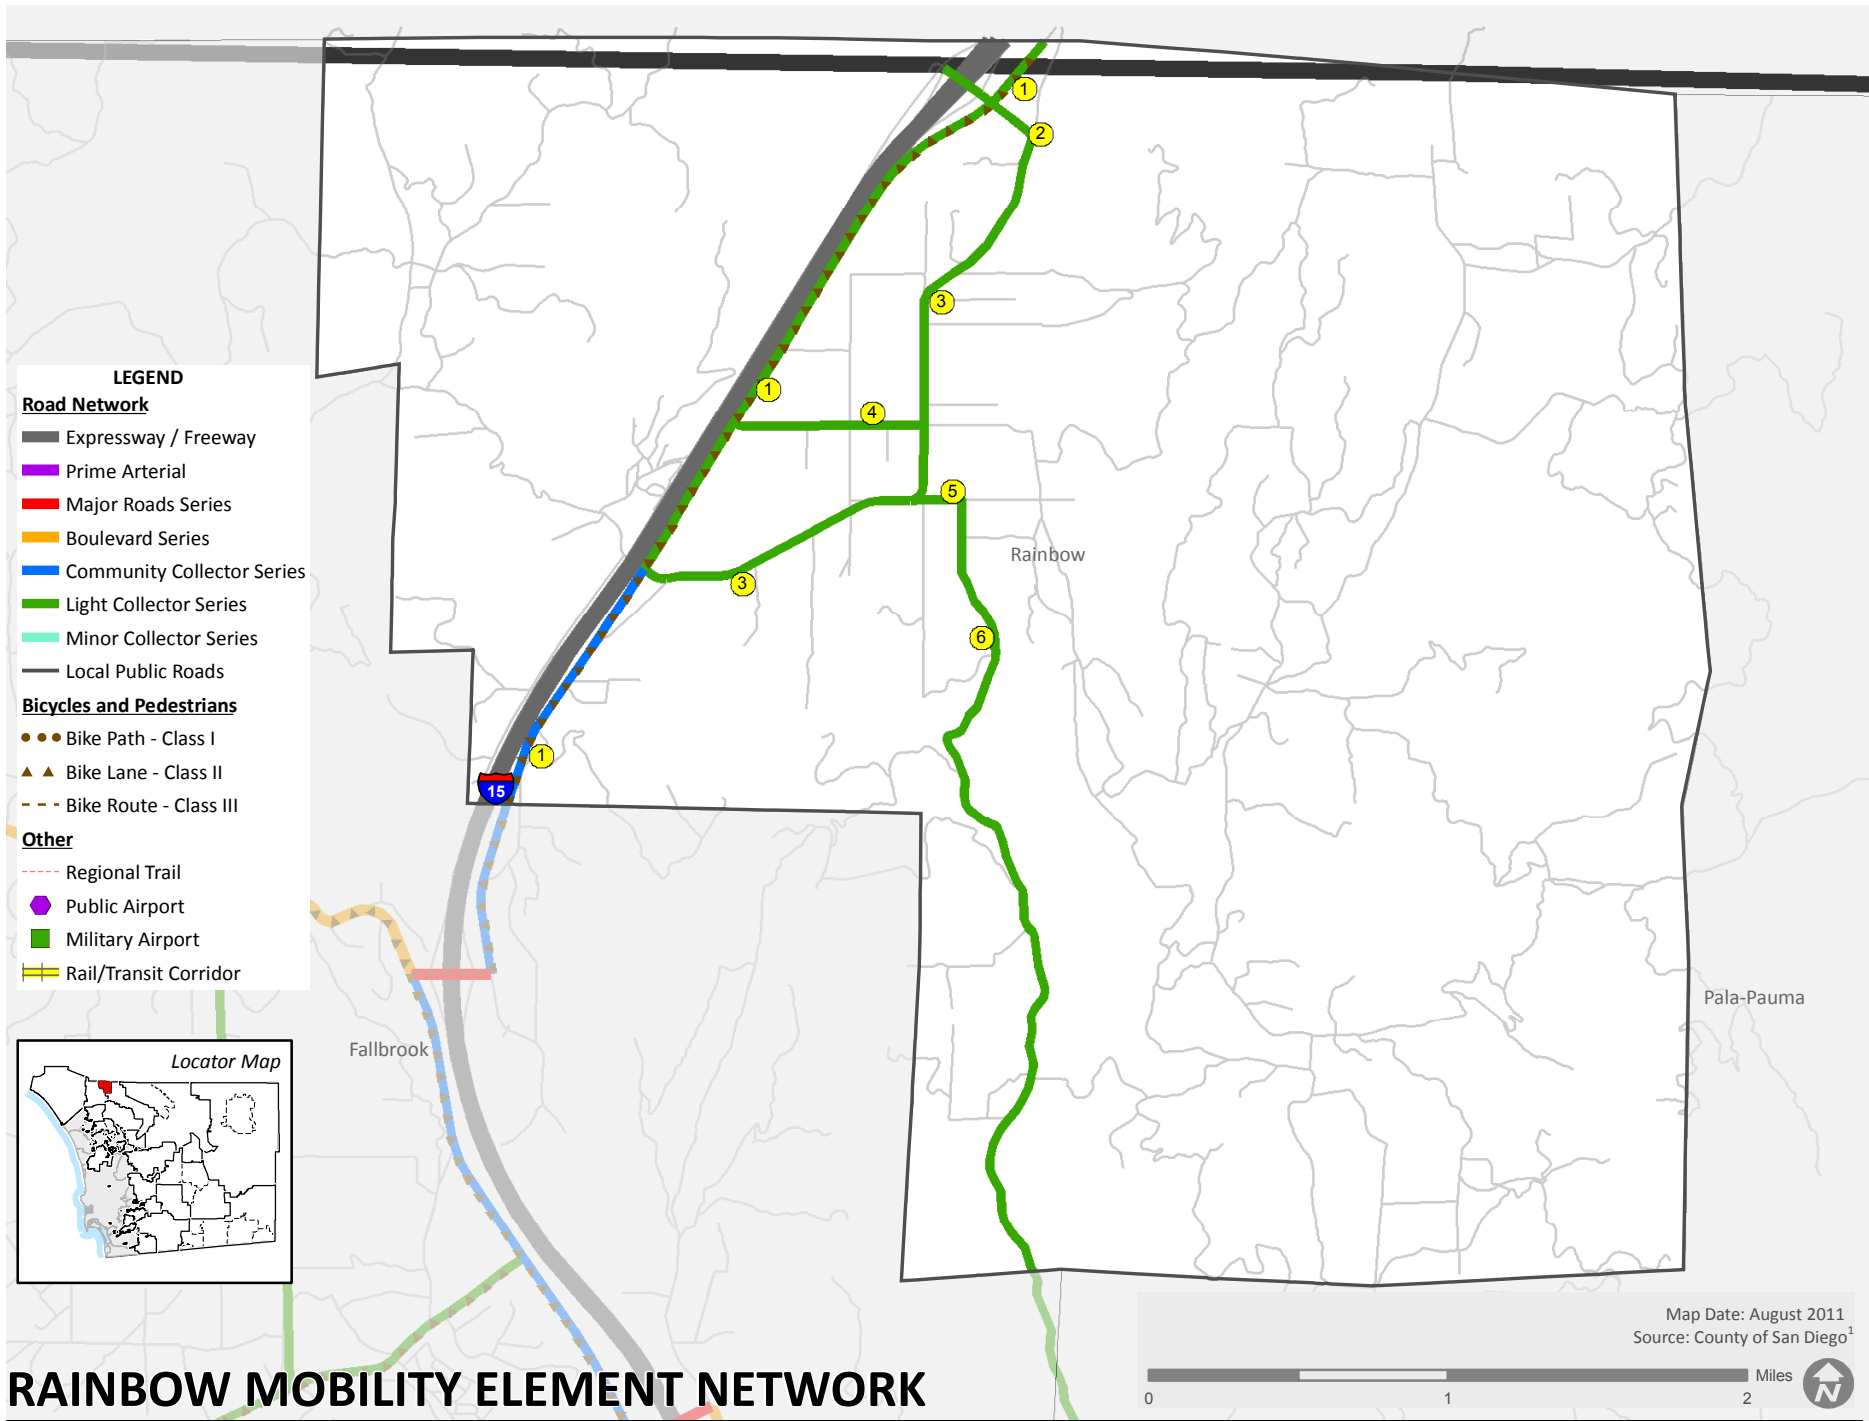 1
2
3
1
4
5
3
Rainbow
6
1
15
LEGEND
Road Network
Expressway / Freeway
Prime Arterial
Major Roads Series
Boulevard Series
Community Collector Series
Light Collector Series
Minor Collector Series
Local Public Roads
Bicycles and Pedestrians
Bike Path - Class I
Bike Lane - Class II
Bike Route - Class III
Other
Regional Trail
Public Airport
Military Airport
Rail/Transit Corridor
Pala-Pauma
Fallbrook
Locator Map
Map Date: August 2011
Source: County of San Diego¹
Miles
0 1 2
N
RAINBOW MOBILITY ELEMENT NETWORK